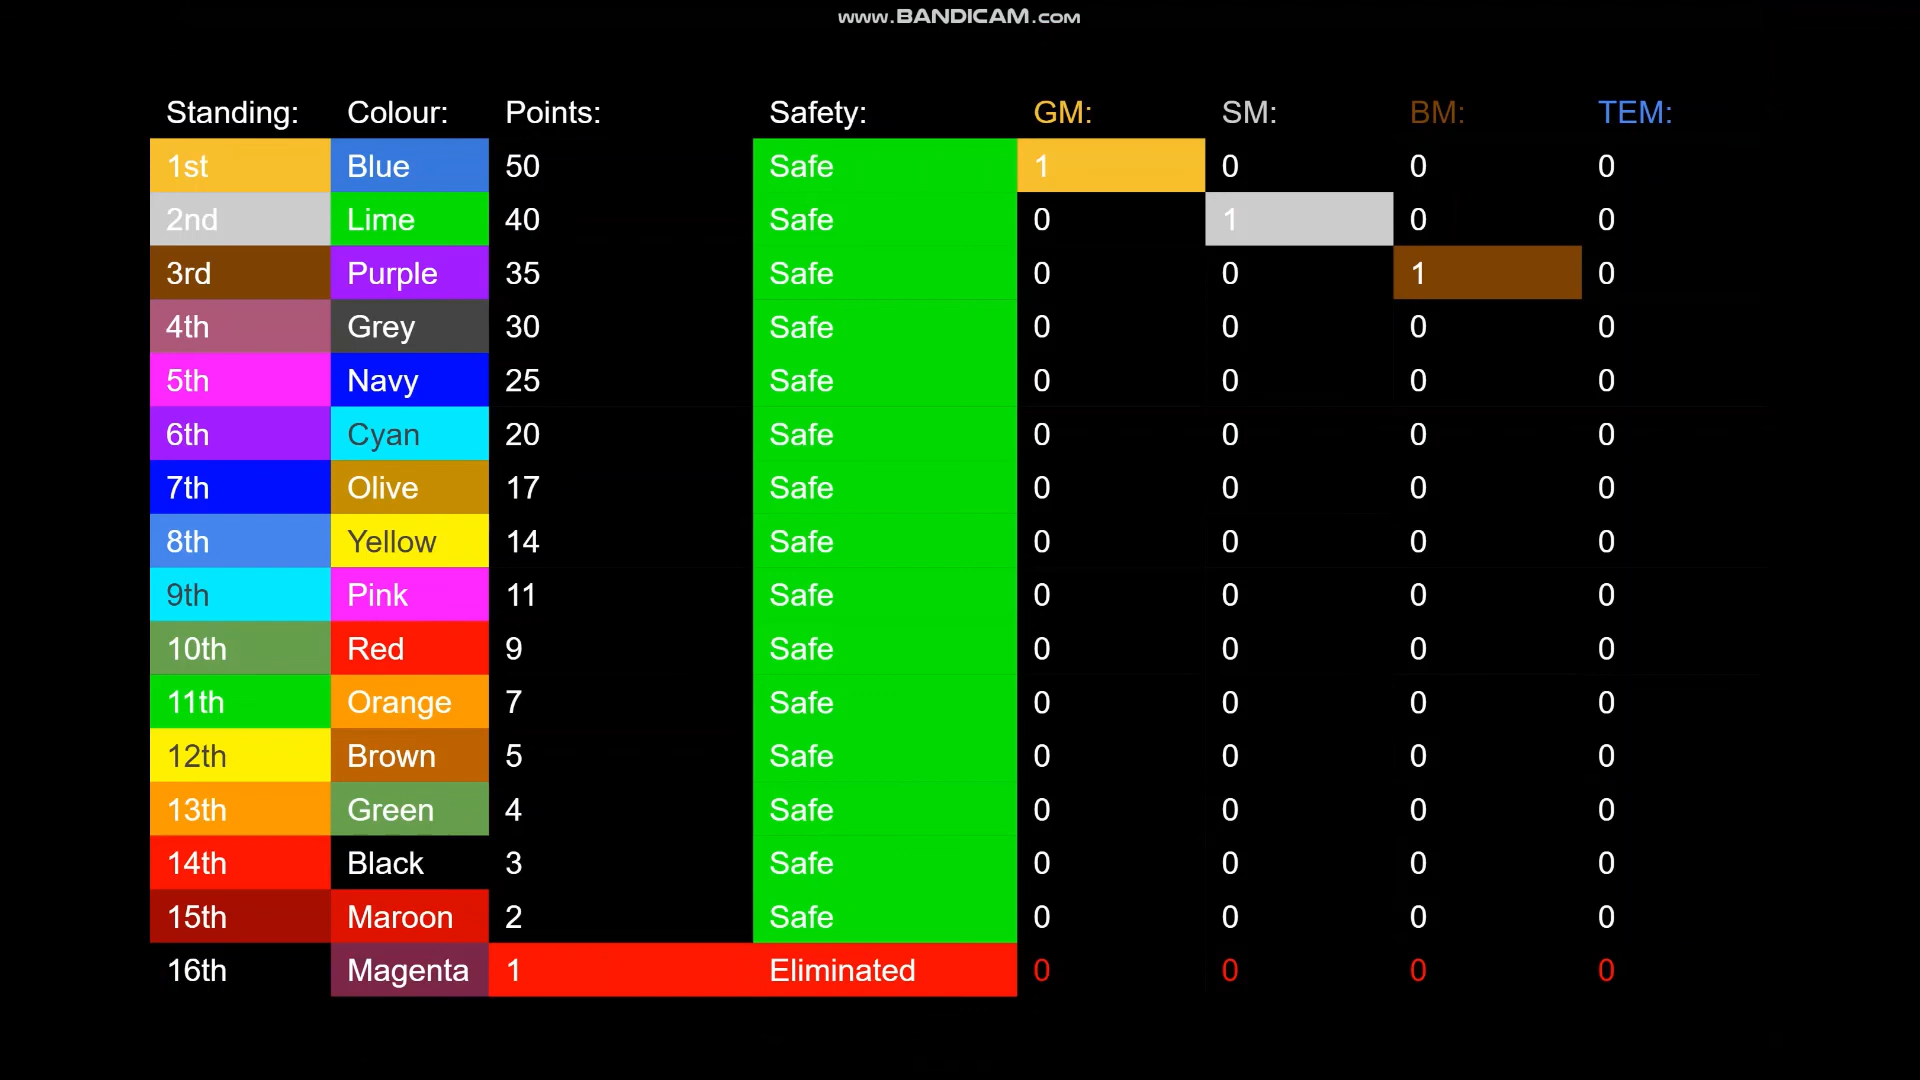 www.BANDICAM.com
Standing: Colour: Points: Safety: GM: SM: BM: TEM:
1st Blue 50 Safe 1 0 0 0
2nd Lime 40 Safe 0 1 0 0
3rd Purple 35 Safe 0 0 1 0
4th Grey 30 Safe 0 0 0 0
5th Navy 25 Safe 0 0 0 0
6th Cyan 20 Safe 0 0 0 0
7th Olive 17 Safe 0 0 0 0
8th Yellow 14 Safe 0 0 0 0
9th Pink 11 Safe 0 0 0 0
10th Red 9 Safe 0 0 0 0
11th Orange 7 Safe 0 0 0 0
12th Brown 5 Safe 0 0 0 0
13th Green 4 Safe 0 0 0 0
14th Black 3 Safe 0 0 0 0
15th Maroon 2 Safe 0 0 0 0
16th Magenta 1 Eliminated 0 0 0 0